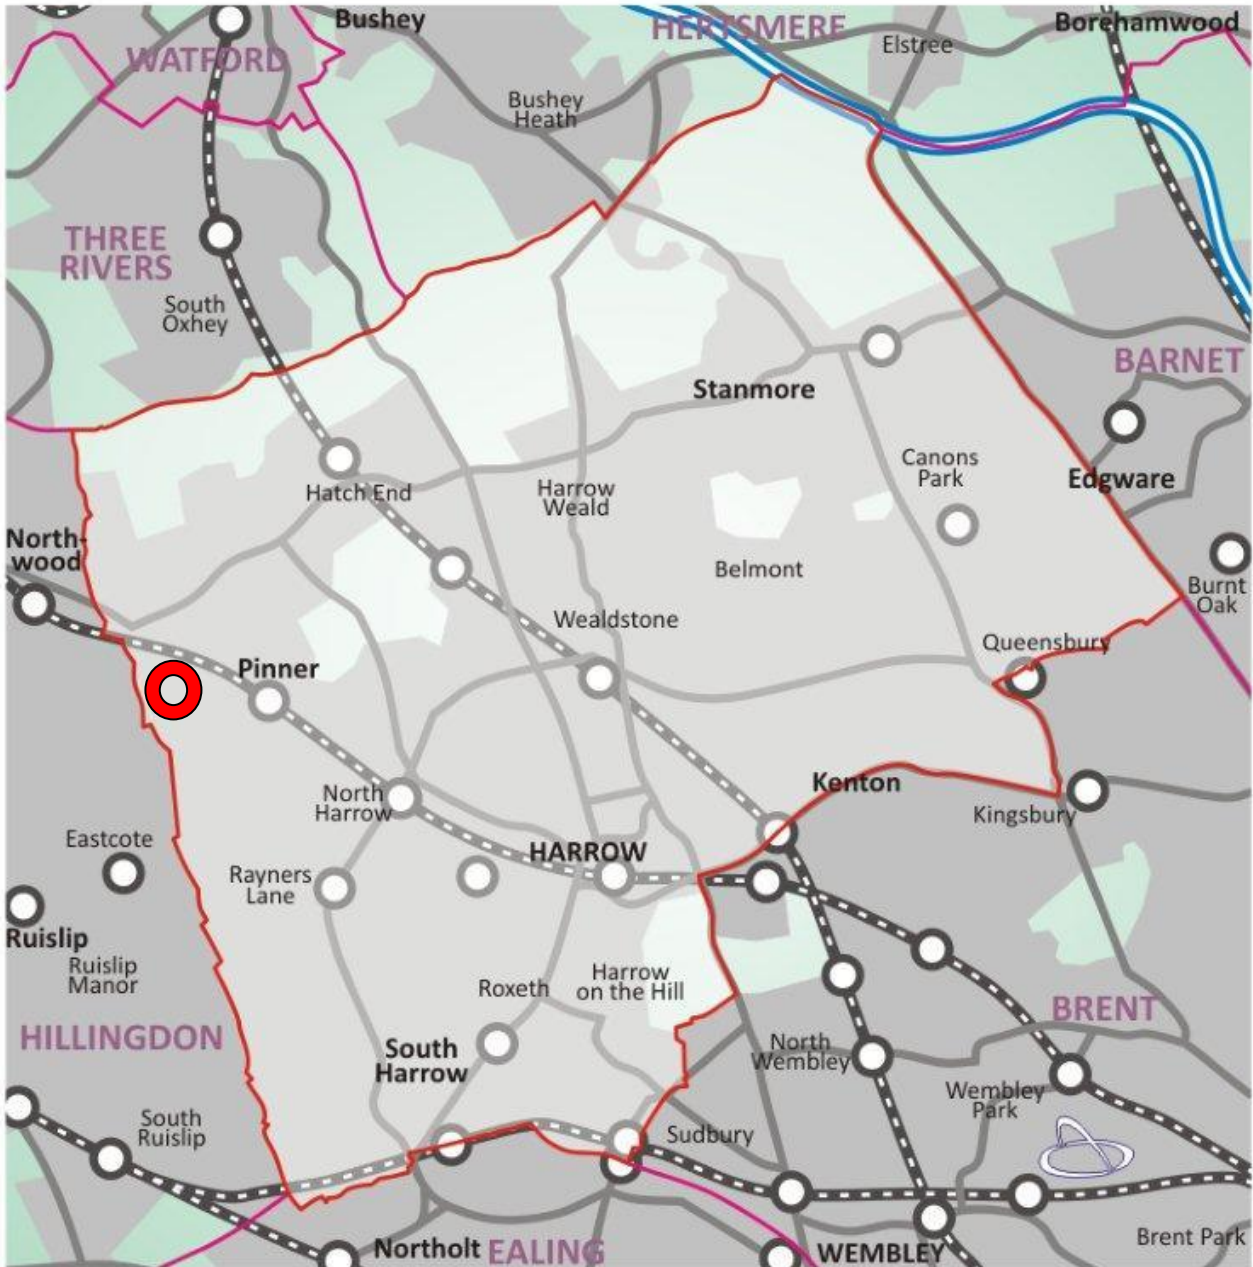 Bushey
HERTSMERE
Borehamwood
Elstree
WATFORD
Bushey
Heath
THREE
RIVERS
South
Oxhey
BARNET
Stanmore
Edgware
Canons
Park
Hatch End
Harrow
Weald
North-
wood
Belmont
Burnt
Oak
Wealdstone
Queensbury
Pinner
Kenton
North
Harrow
Kingsbury
Eastcote
HARROW
Rayners
Lane
Ruislip
Ruislip
Manor
Roxeth
Harrow
on the Hill
HILLINGDON
BRENT
South
Harrow
North
Wembley
Wembley
Park
South
Ruislip
Sudbury
Northolt
EALING
WEMBLEY
Brent Park